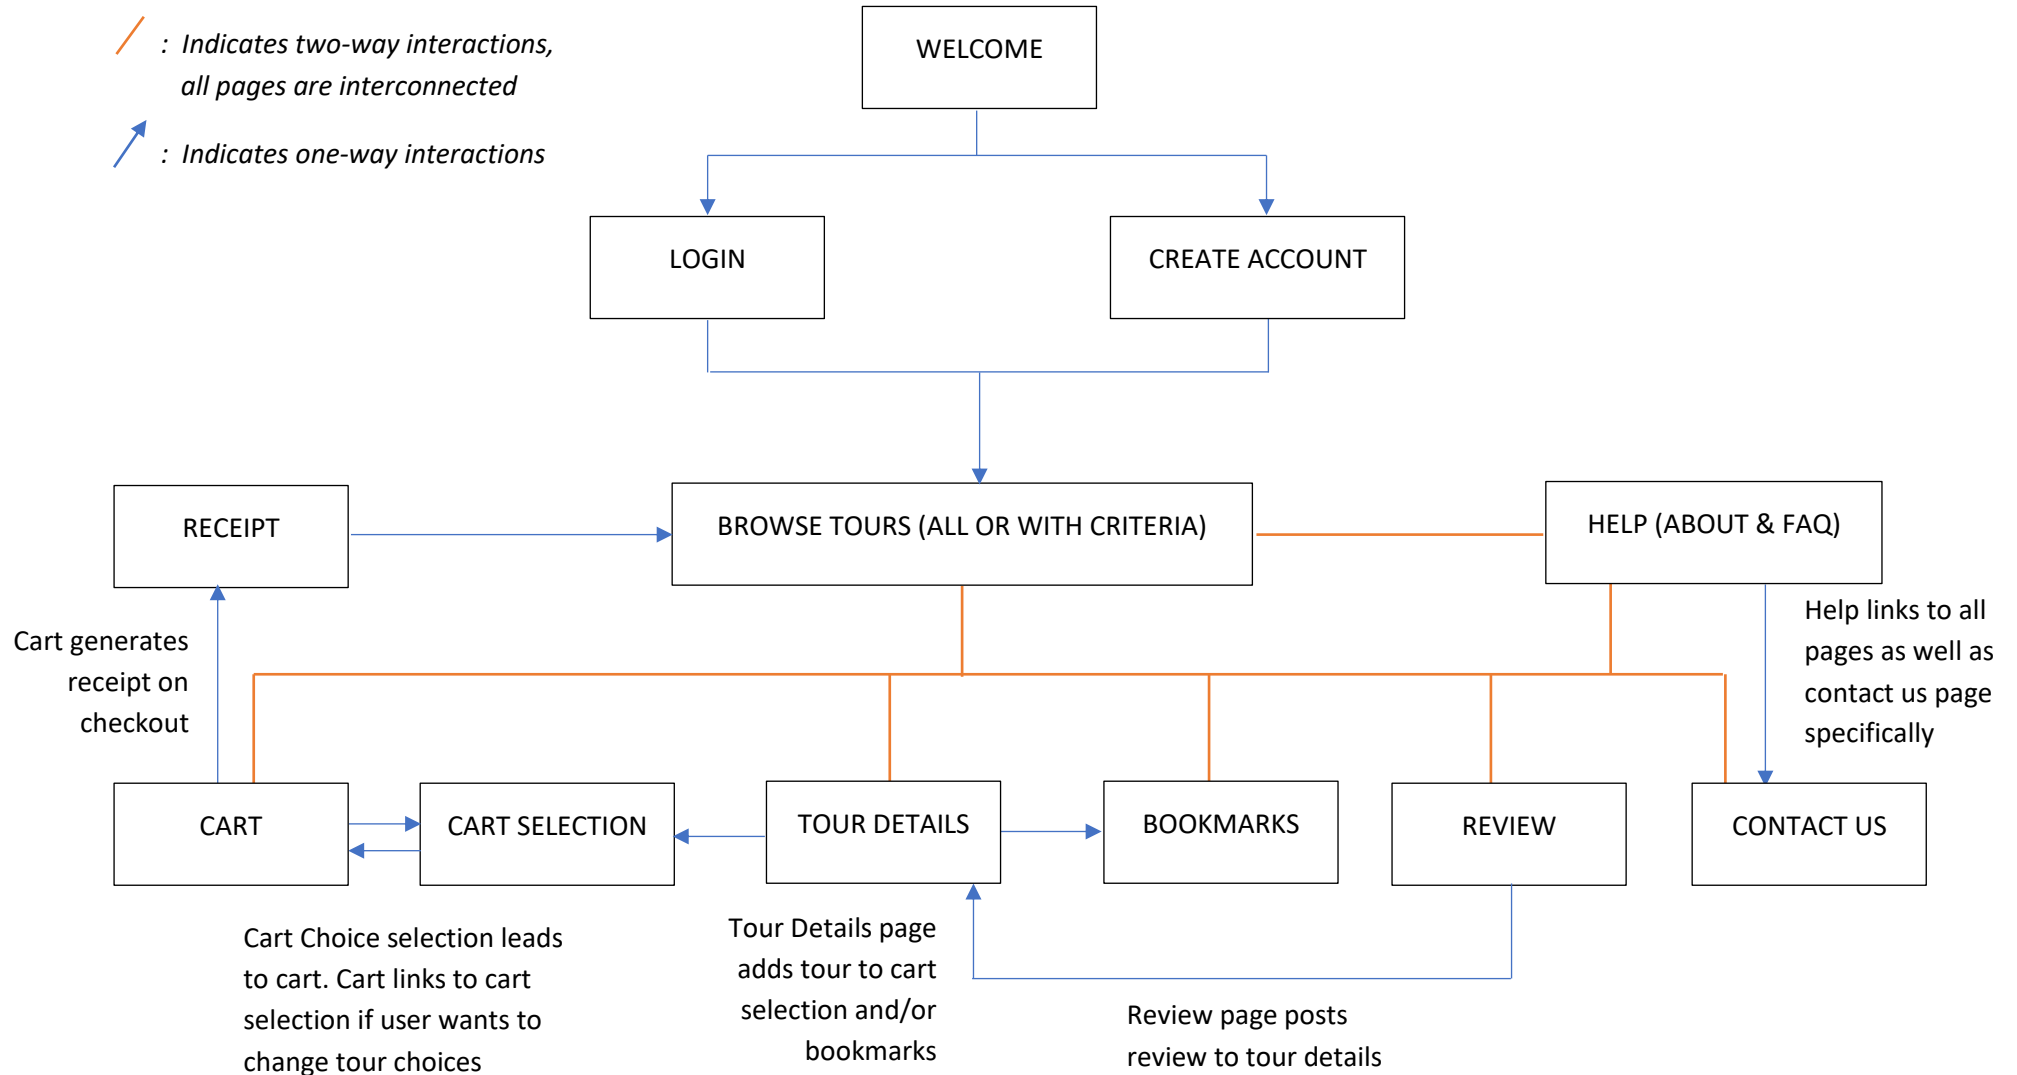 : Indicates two-way interactions,
all pages are interconnected
: Indicates one-way interactions
WELCOME
LOGIN
CREATE ACCOUNT
RECEIPT
BROWSE TOURS (ALL OR WITH CRITERIA)
HELP (ABOUT & FAQ)
Cart generates
receipt on
checkout
Help links to all
pages as well as
contact us page
specifically
CART
CART SELECTION
TOUR DETAILS
BOOKMARKS
REVIEW
CONTACT US
Cart Choice selection leads
to cart. Cart links to cart
selection if user wants to
change tour choices
Tour Details page
adds tour to cart
selection and/or
bookmarks
Review page posts
review to tour details